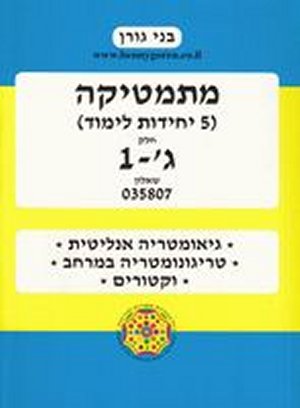 בני גורן
www.bennygoren.co.il
מתמטיקה
(5 יחידות לימוד)
חלק
ג'-1
שאלון
035807
• גיאומטריה אנליטית •
• טריגונומטריה במרחב •
• וקטורים •